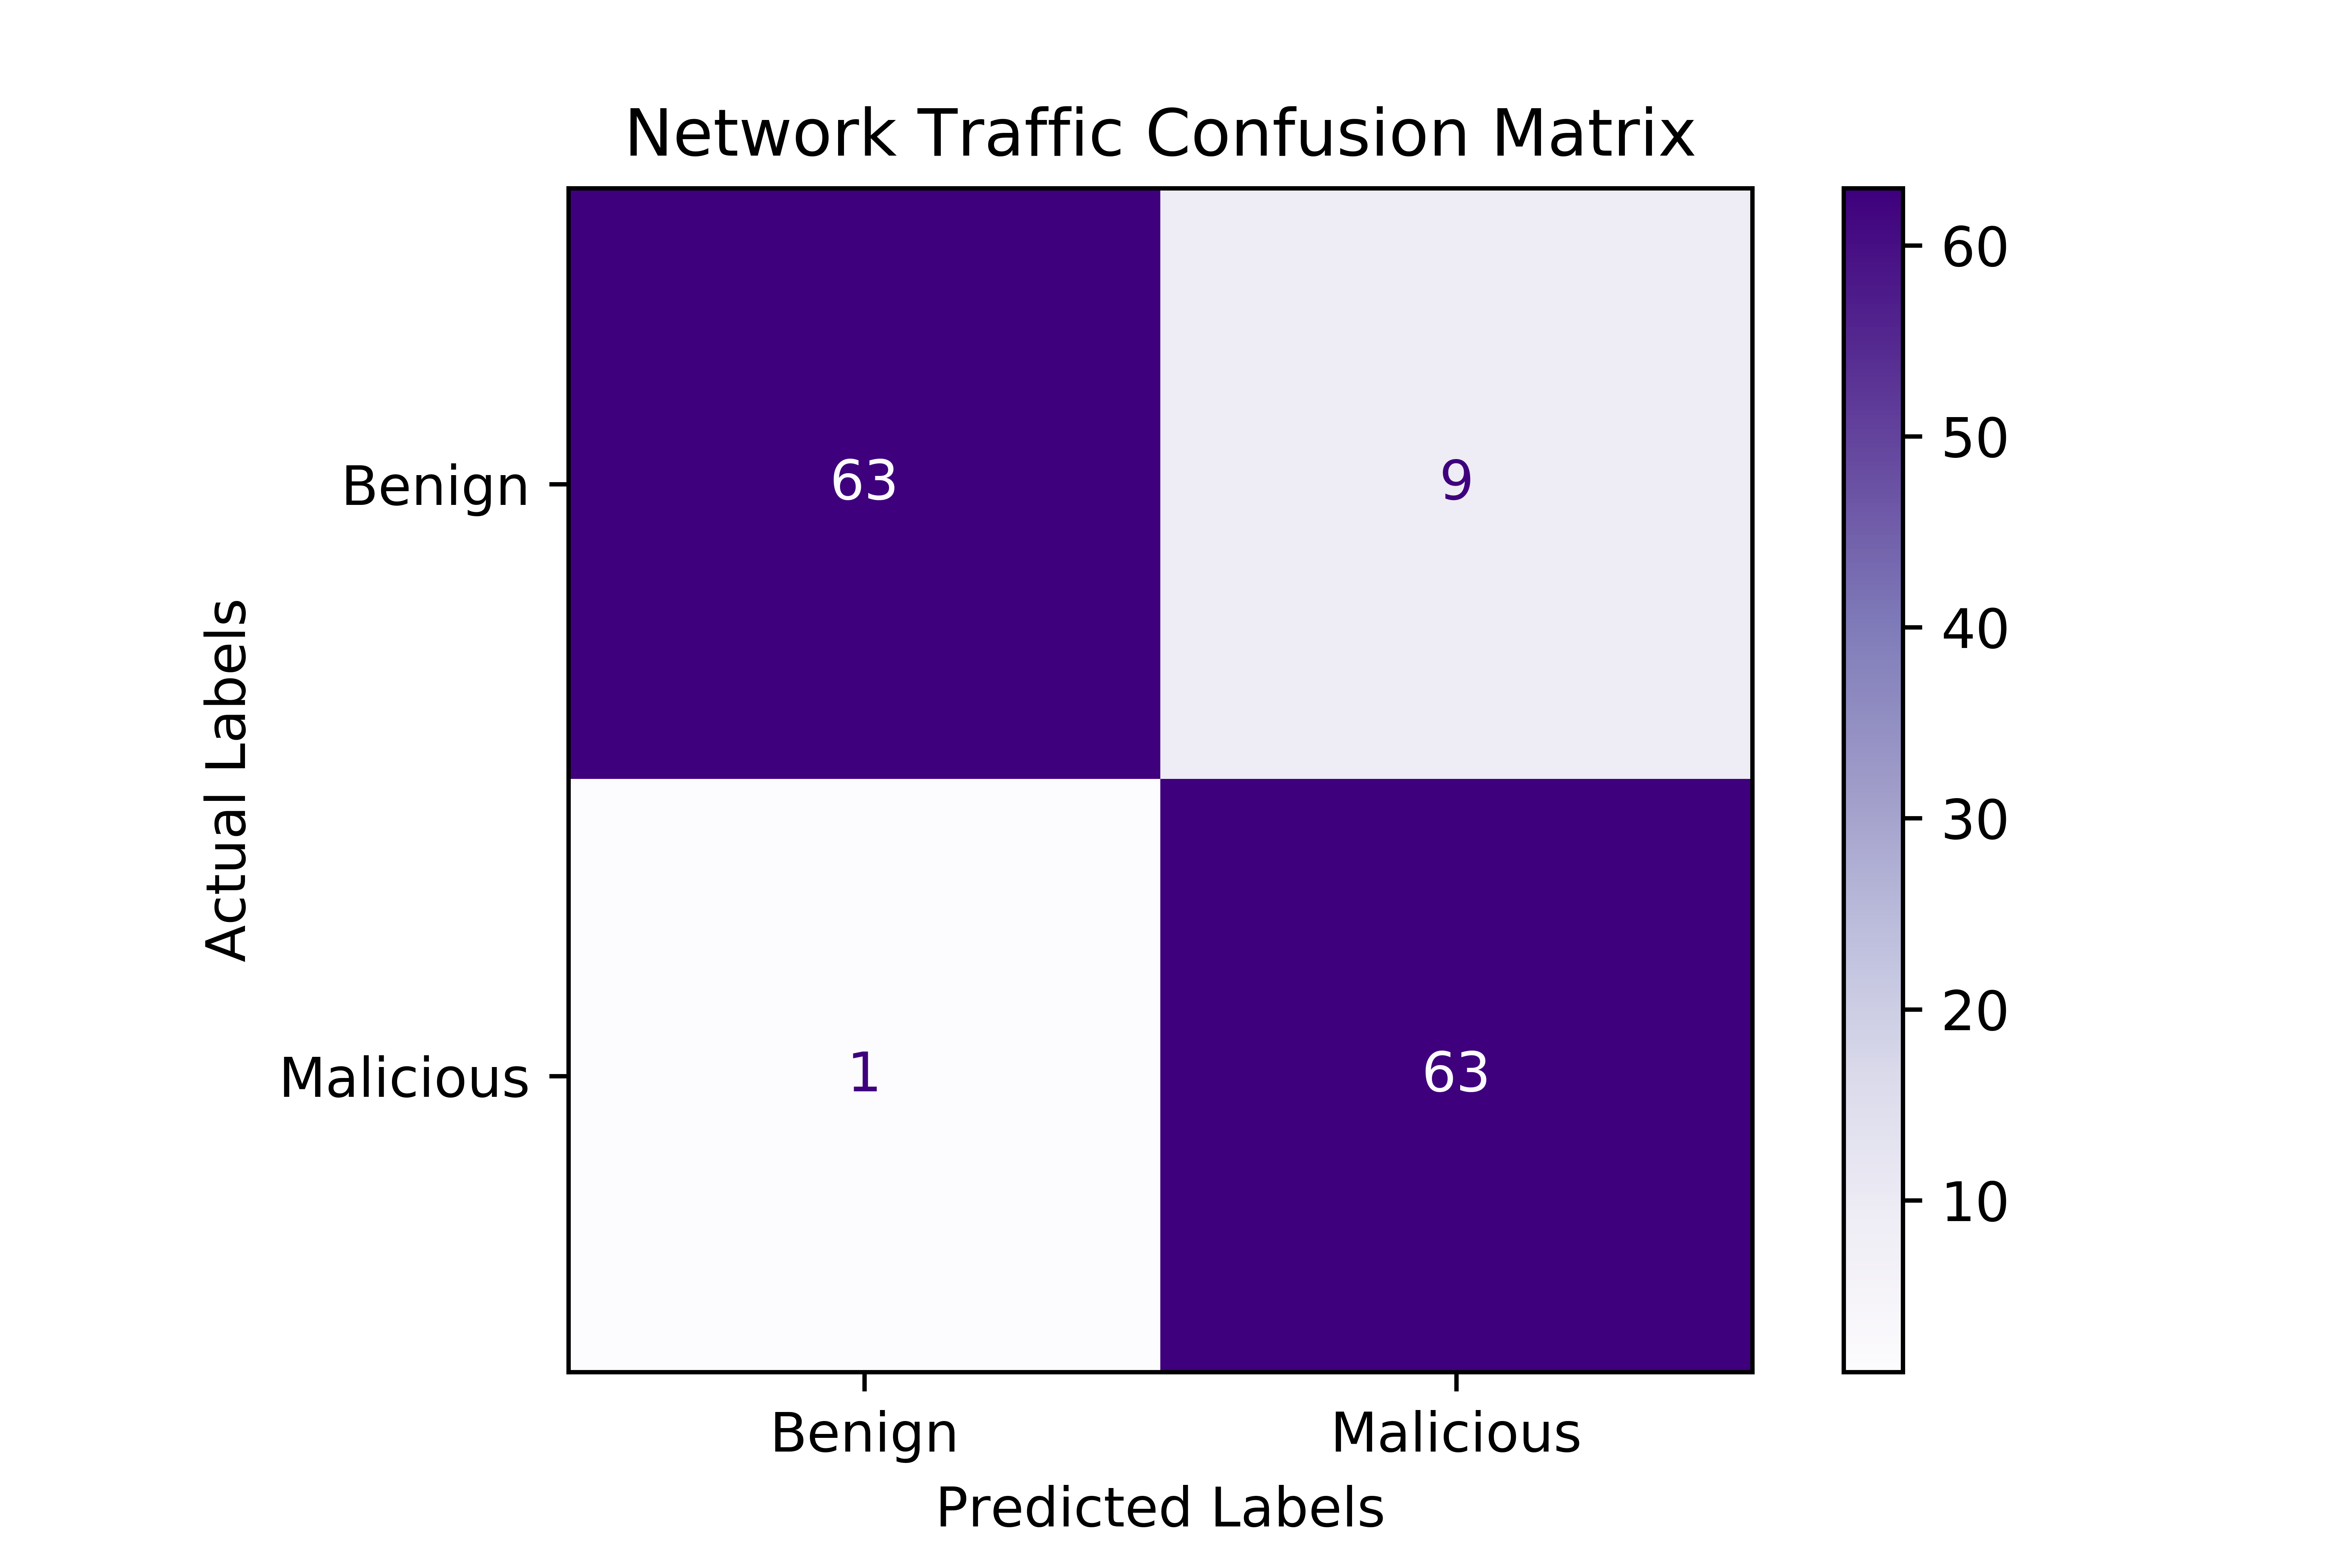 Network Traffic Confusion Matrix
Actual Labels
Benign
63
9
Malicious
1
63
Benign
Malicious
Predicted Labels
60
50
40
30
20
10